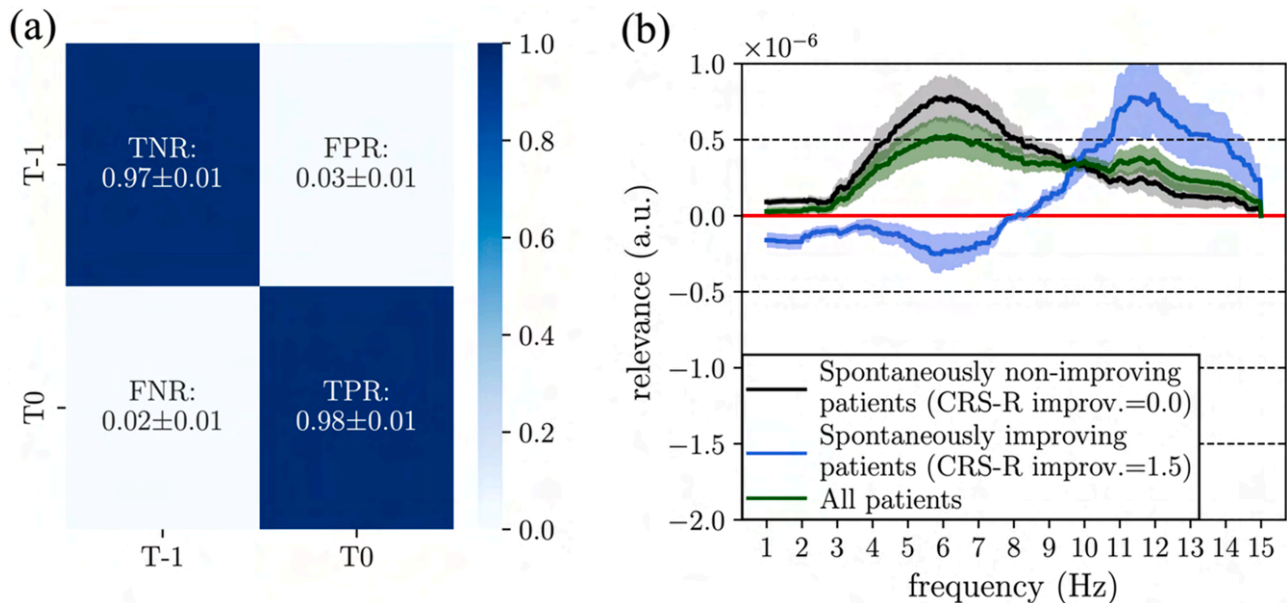 (a)
TNR:
0.97±0.01
FPR:
0.03±0.01
FNR:
0.02±0.01
TPR:
0.98±0.01
T-1
T0
T-1
T0
1.0
0.8
0.6
0.4
0.2
0.0
(b)
×10⁻⁶
1.0
0.5
0.0
−0.5
−1.0
−1.5
−2.0
relevance (a.u.)
Spontaneously non-improving
patients (CRS-R improv.=0.0)
Spontaneously improving
patients (CRS-R improv.=1.5)
All patients
1 2 3 4 5 6 7 8 9 10 11 12 13 14 15
frequency (Hz)